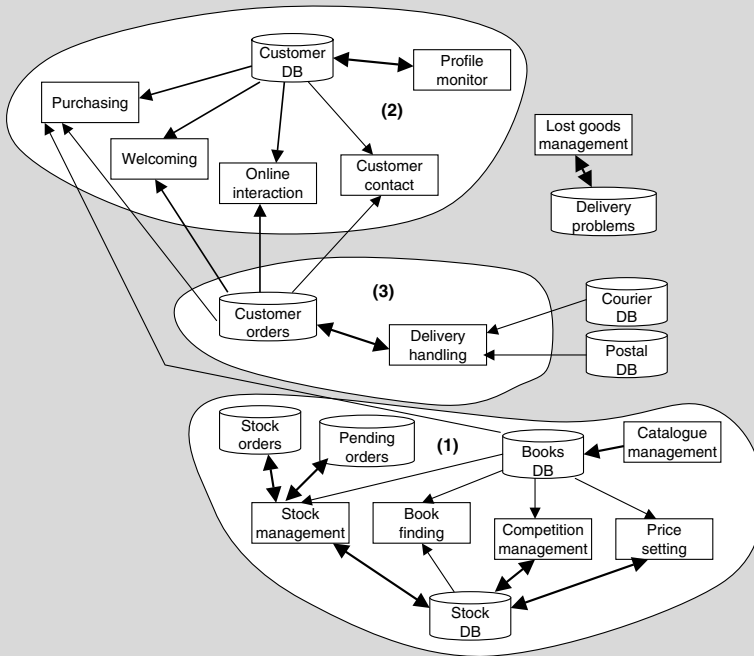 Customer
DB
Profile
monitor
Purchasing
(2)
Welcoming
Online
interaction
Customer
contact
Lost goods
management
Delivery
problems
(3)
Customer
orders
Delivery
handling
Courier
DB
Postal
DB
(1)
Stock
orders
Pending
orders
Books
DB
Catalogue
management
Stock
management
Book
finding
Competition
management
Price
setting
Stock
DB